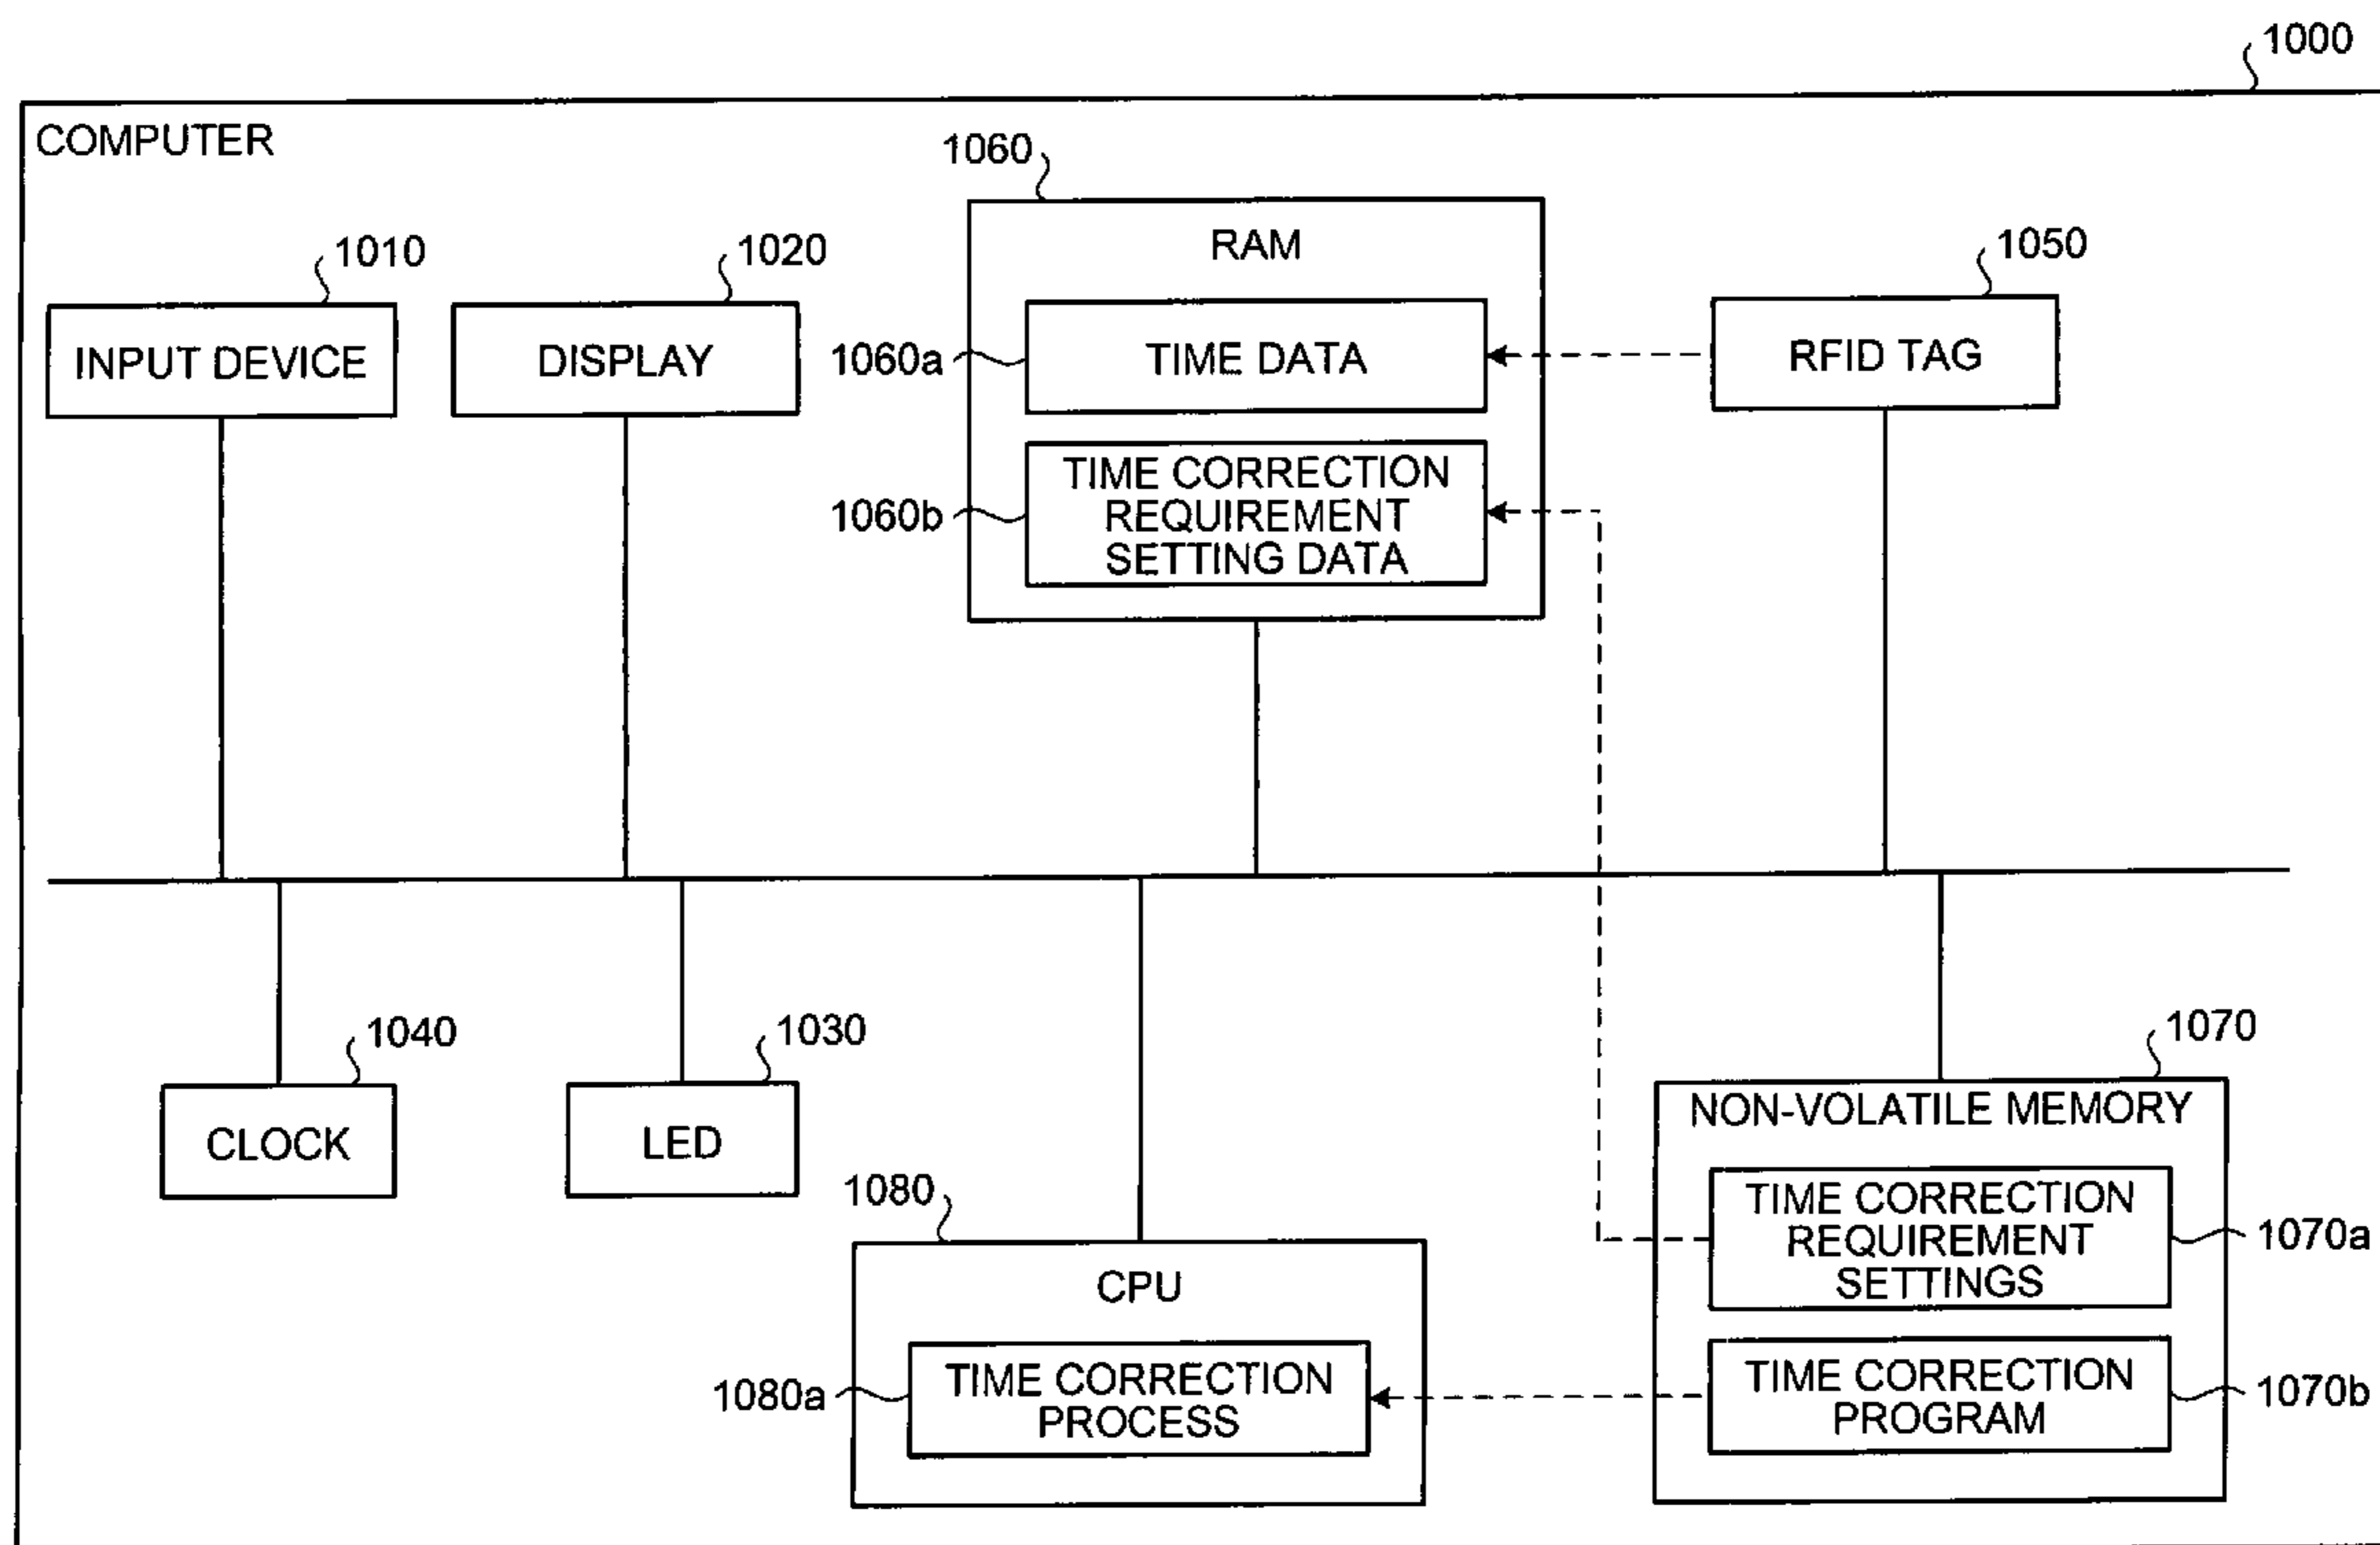 1000
COMPUTER
1060
RAM
1010
1020
1050
INPUT DEVICE
DISPLAY
1060a
TIME DATA
RFID TAG
1060b
TIME CORRECTION
REQUIREMENT
SETTING DATA
1040
1030
1070
CLOCK
LED
NON-VOLATILE MEMORY
1080
CPU
TIME CORRECTION
REQUIREMENT
SETTINGS
1070a
1080a
TIME CORRECTION
PROCESS
TIME CORRECTION
PROGRAM
1070b